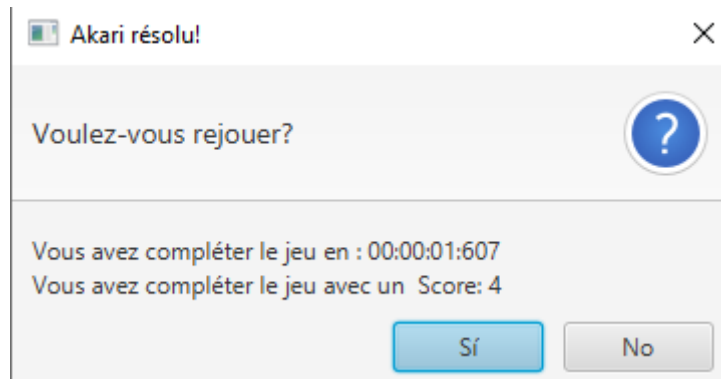 Akari résolu!
Voulez-vous rejouer?
?
Vous avez compléter le jeu en : 00:00:01:607
Vous avez compléter le jeu avec un  Score: 4
Sí
No